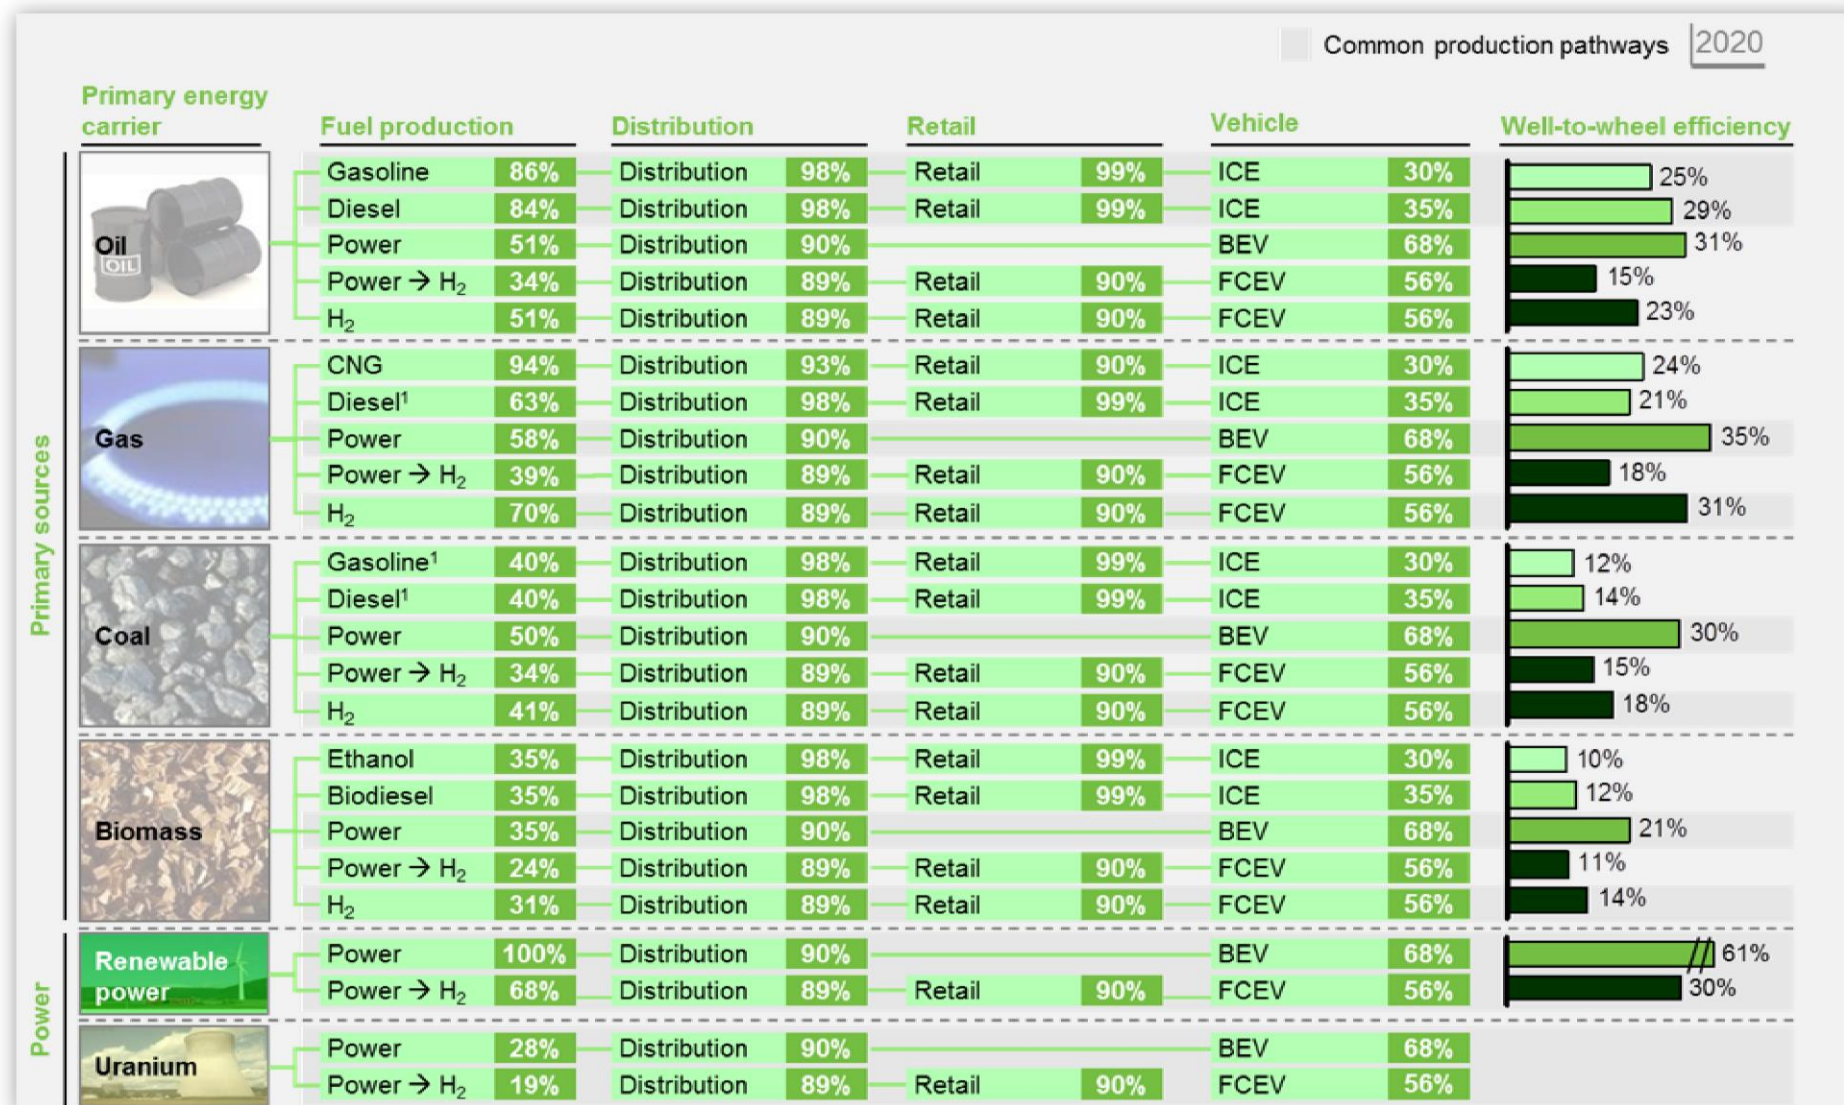 Common production pathways 2020
Primary energy
carrier
Fuel production Distribution Retail Vehicle Well-to-wheel efficiency
Primary sources
Oil
OIL
Gasoline 86% Distribution 98% Retail 99% ICE 30% 25%
Diesel 84% Distribution 98% Retail 99% ICE 35% 29%
Power 51% Distribution 90% BEV 68% 31%
Power → H₂ 34% Distribution 89% Retail 90% FCEV 56% 15%
H₂ 51% Distribution 89% Retail 90% FCEV 56% 23%
Gas
CNG 94% Distribution 93% Retail 90% ICE 30% 24%
Diesel¹ 63% Distribution 98% Retail 99% ICE 35% 21%
Power 58% Distribution 90% BEV 68% 35%
Power → H₂ 39% Distribution 89% Retail 90% FCEV 56% 18%
H₂ 70% Distribution 89% Retail 90% FCEV 56% 31%
Coal
Gasoline¹ 40% Distribution 98% Retail 99% ICE 30% 12%
Diesel¹ 40% Distribution 98% Retail 99% ICE 35% 14%
Power 50% Distribution 90% BEV 68% 30%
Power → H₂ 34% Distribution 89% Retail 90% FCEV 56% 15%
H₂ 41% Distribution 89% Retail 90% FCEV 56% 18%
Biomass
Ethanol 35% Distribution 98% Retail 99% ICE 30% 10%
Biodiesel 35% Distribution 98% Retail 99% ICE 35% 12%
Power 35% Distribution 90% BEV 68% 21%
Power → H₂ 24% Distribution 89% Retail 90% FCEV 56% 11%
H₂ 31% Distribution 89% Retail 90% FCEV 56% 14%
Power
Renewable
power
Power 100% Distribution 90% BEV 68% 61%
Power → H₂ 68% Distribution 89% Retail 90% FCEV 56% 30%
Uranium
Power 28% Distribution 90% BEV 68%
Power → H₂ 19% Distribution 89% Retail 90% FCEV 56%